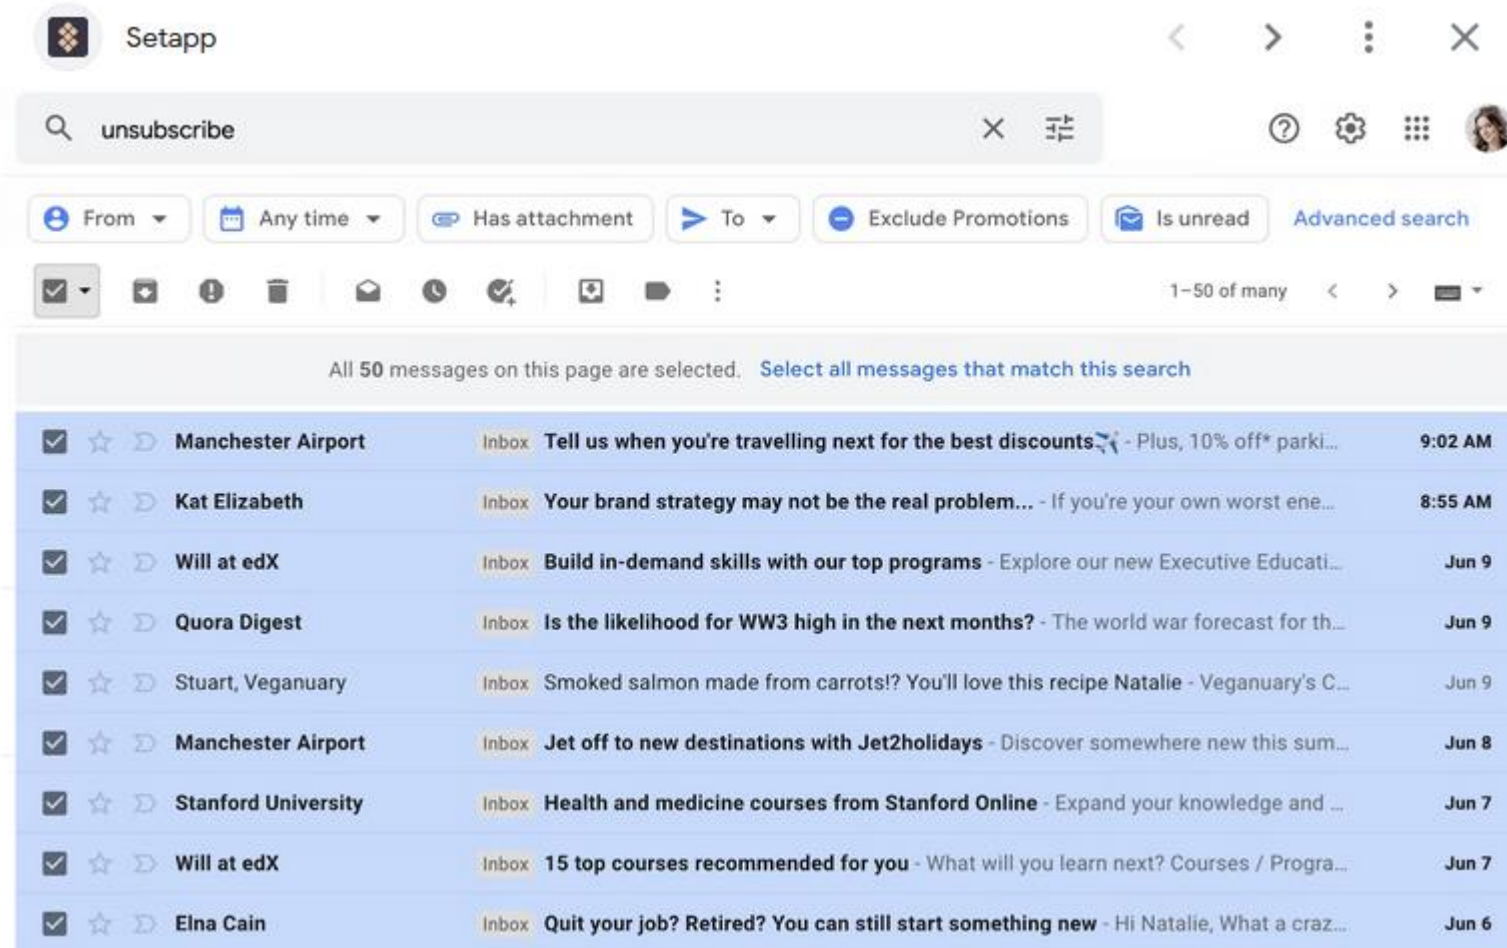 Setapp
unsubscribe
From Any time Has attachment To Exclude Promotions Is unread Advanced search
1–50 of many
All 50 messages on this page are selected. Select all messages that match this search
Manchester Airport Inbox Tell us when you're travelling next for the best discounts✈️ - Plus, 10% off* parki...
9:02 AM
Kat Elizabeth Inbox Your brand strategy may not be the real problem... - If you're your own worst ene...
8:55 AM
Will at edX Inbox Build in-demand skills with our top programs - Explore our new Executive Educati...
Jun 9
Quora Digest Inbox Is the likelihood for WW3 high in the next months? - The world war forecast for th...
Jun 9
Stuart, Veganuary Inbox Smoked salmon made from carrots!? You'll love this recipe Natalie - Veganuary's C...
Jun 9
Manchester Airport Inbox Jet off to new destinations with Jet2holidays - Discover somewhere new this sum...
Jun 8
Stanford University Inbox Health and medicine courses from Stanford Online - Expand your knowledge and ...
Jun 7
Will at edX Inbox 15 top courses recommended for you - What will you learn next? Courses / Progra...
Jun 7
Elna Cain Inbox Quit your job? Retired? You can still start something new - Hi Natalie, What a craz...
Jun 6